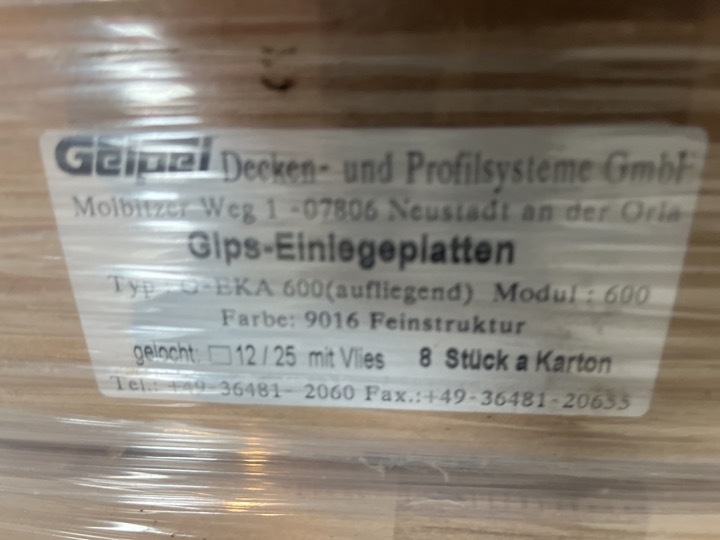 Geipel Decken- und Profilsysteme GmbH
Molbitzer Weg 1 -07806 Neustadt an der Orla
Gips-Einlegeplatten
Typ : G-EKA 600(aufliegend) Modul : 600
Farbe: 9016 Feinstruktur
gelocht: □ 12 / 25 mit Vlies 8 Stück a Karton
Tel.: +49-36481- 2060 Fax.:+49-36481-20655